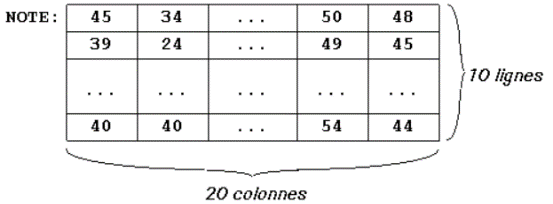 NOTE: 45 34 ... 50 48
39 24 ... 49 45
... ... ... ... ...
10 lignes
40 40 ... 54 44
20 colonnes